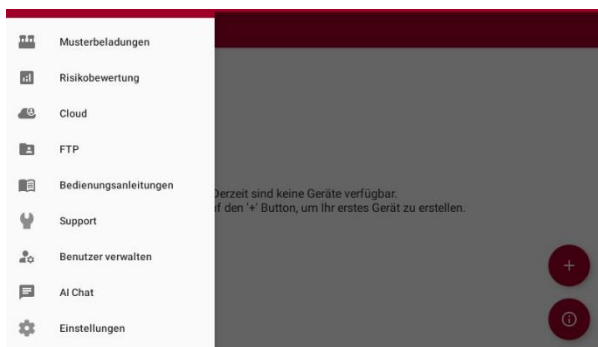 Musterbeladungen
Risikobewertung
Cloud
FTP
Bedienungsanleitungen
Support
Benutzer verwalten
AI Chat
Einstellungen
Derzeit sind keine Geräte verfügbar.
den '+' Button, um Ihr erstes Gerät zu erstellen.